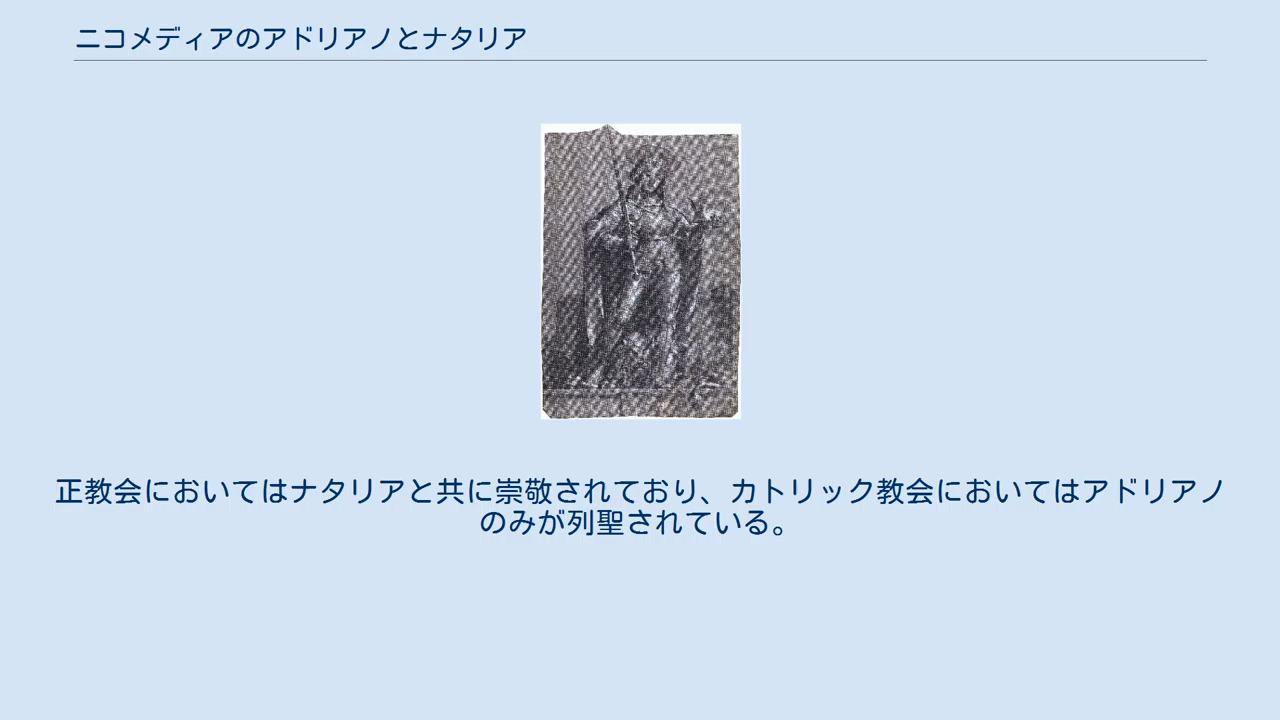 ニコメディアのアドリアノとナタリア
正教会においてはナタリアと共に崇敬されており、カトリック教会においてはアドリアノ
のみが列聖されている。